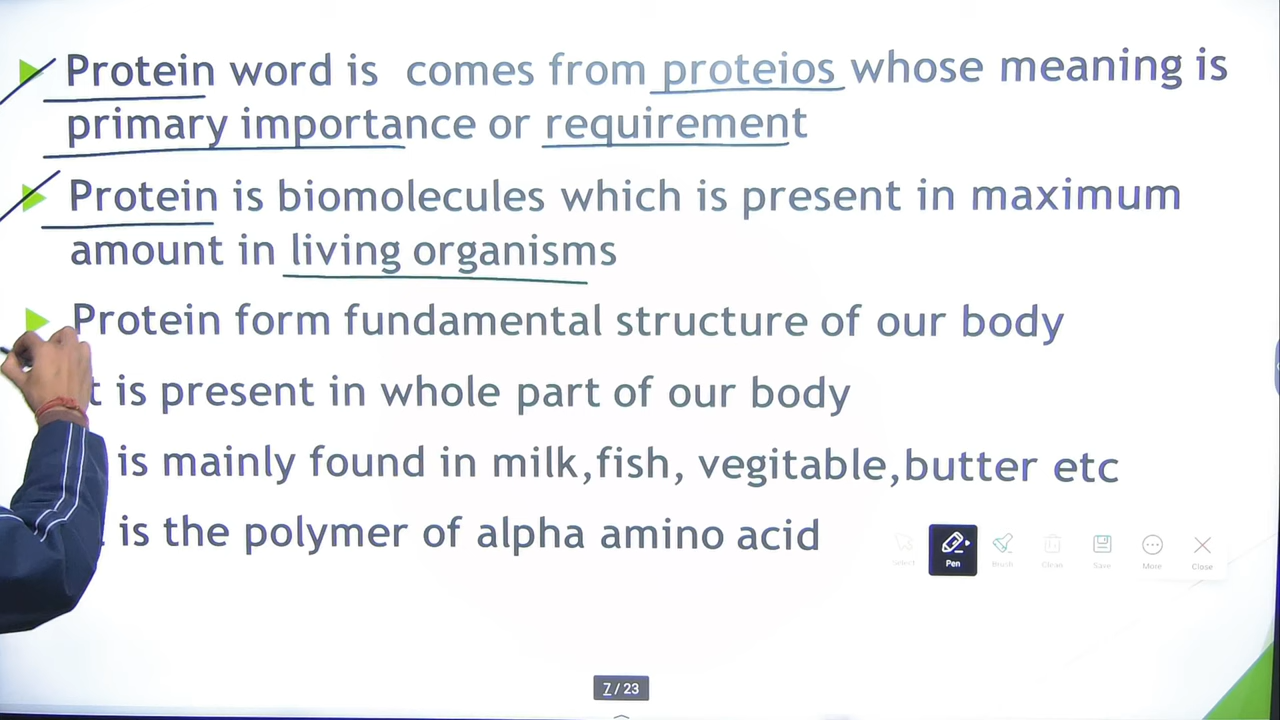 Protein word is comes from proteios whose meaning is
primary importance or requirement
Protein is biomolecules which is present in maximum
amount in living organisms
Protein form fundamental structure of our body
t is present in whole part of our body
is mainly found in milk,fish, vegitable,butter etc
is the polymer of alpha amino acid
Select Pen Brush Clean Save More Close
7/23